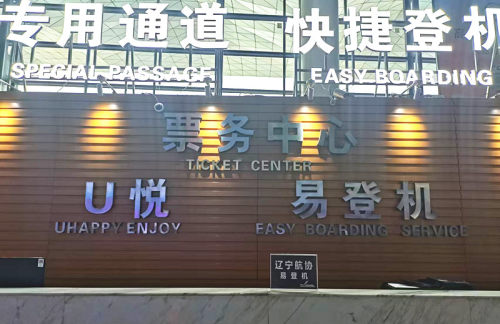 专用通道 快捷登机
SPECIAL PASSAGE EASY BOARDING
票务中心
TICKET CENTER
U悦 易登机
UHAPPY ENJOY EASY BOARDING SERVICE
辽宁航协
易登机